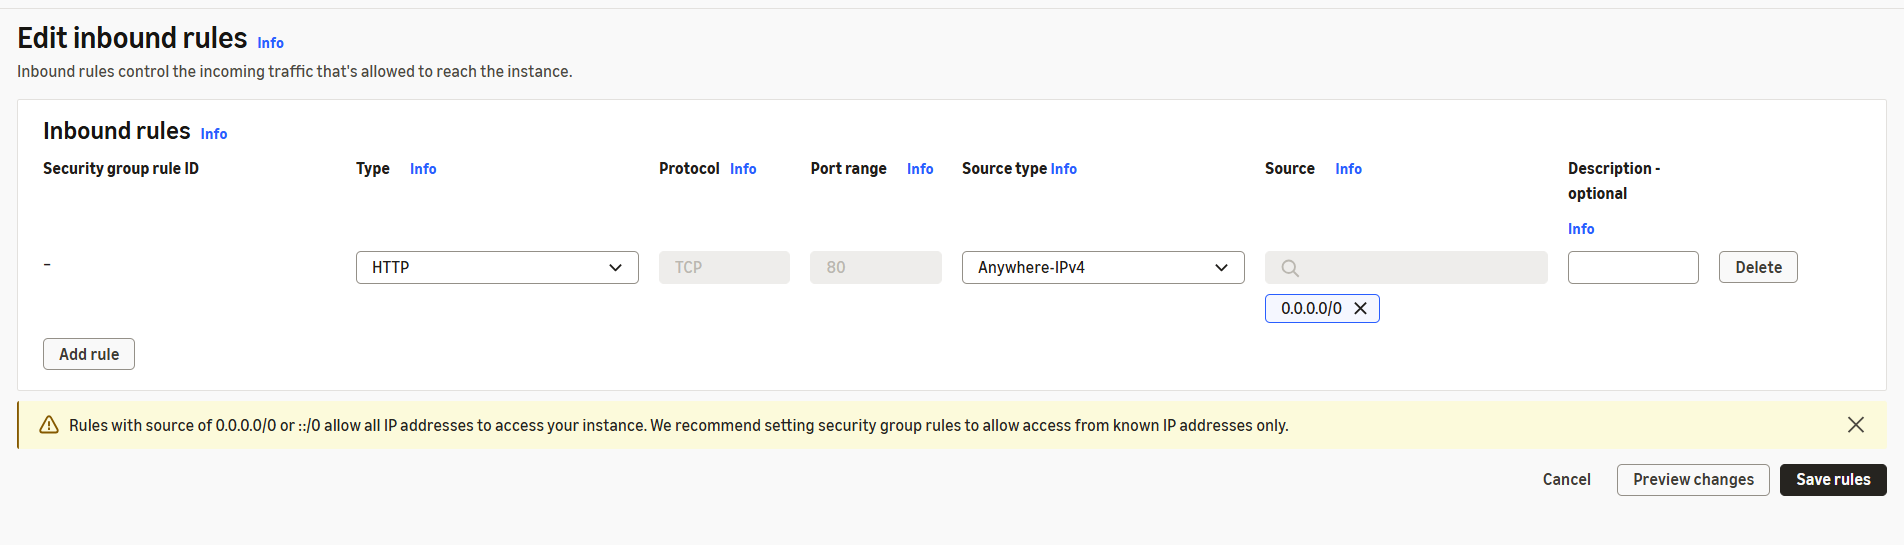 Edit inbound rules Info
Inbound rules control the incoming traffic that's allowed to reach the instance.
Inbound rules Info
Security group rule ID
Type Info
Protocol Info
Port range Info
Source type Info
Source Info
Description - optional
Info
–
HTTP
TCP
80
Anywhere-IPv4
Delete
0.0.0.0/0
Add rule
Rules with source of 0.0.0.0/0 or ::/0 allow all IP addresses to access your instance. We recommend setting security group rules to allow access from known IP addresses only.
Cancel
Preview changes
Save rules